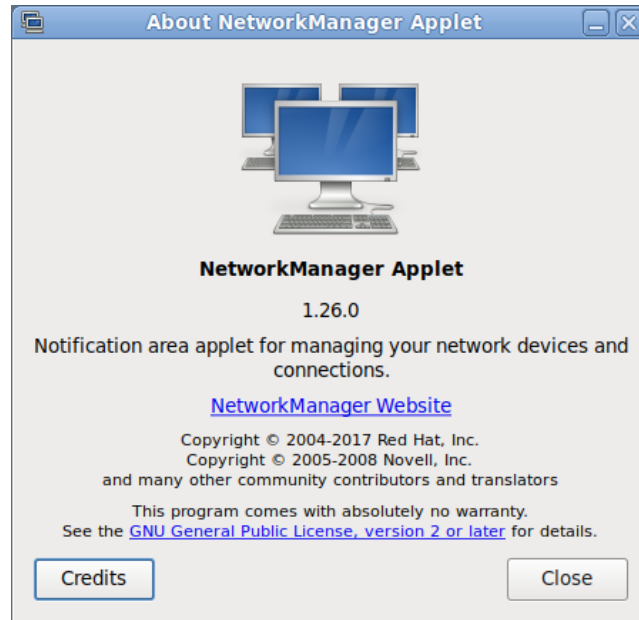 About NetworkManager Applet
NetworkManager Applet
1.26.0
Notification area applet for managing your network devices and
connections.
NetworkManager Website
Copyright © 2004-2017 Red Hat, Inc.
Copyright © 2005-2008 Novell, Inc.
and many other community contributors and translators
This program comes with absolutely no warranty.
See the GNU General Public License, version 2 or later for details.
Credits
Close